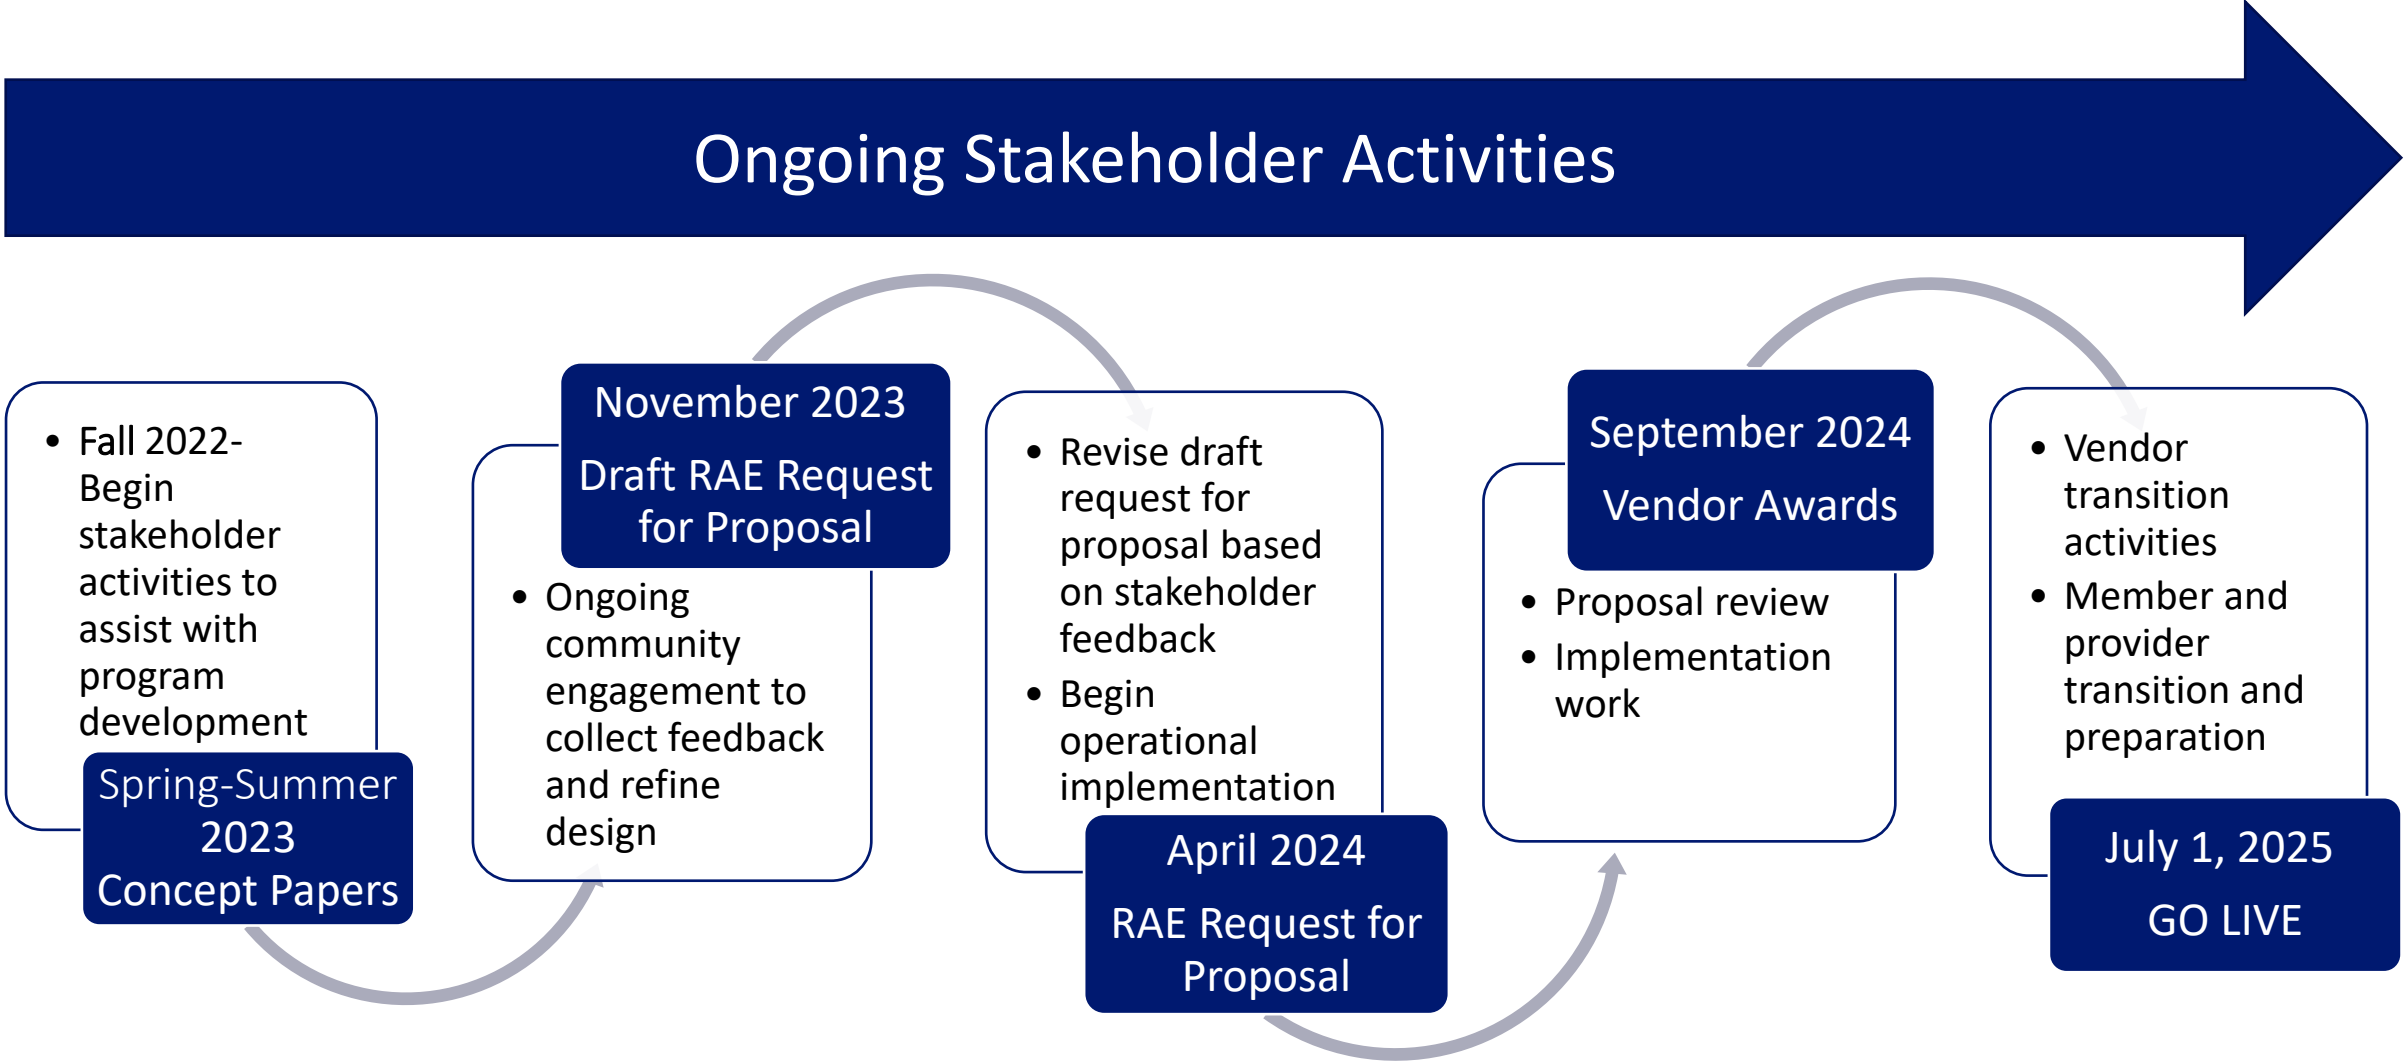 Ongoing Stakeholder Activities
• Fall 2022-
Begin
stakeholder
activities to
assist with
program
development
Spring-Summer
2023
Concept Papers
November 2023
Draft RAE Request
for Proposal
• Ongoing
community
engagement to
collect feedback
and refine
design
• Revise draft
request for
proposal based
on stakeholder
feedback
• Begin
operational
implementation
April 2024
RAE Request for
Proposal
September 2024
Vendor Awards
• Proposal review
• Implementation
work
• Vendor
transition
activities
• Member and
provider
transition and
preparation
July 1, 2025
GO LIVE